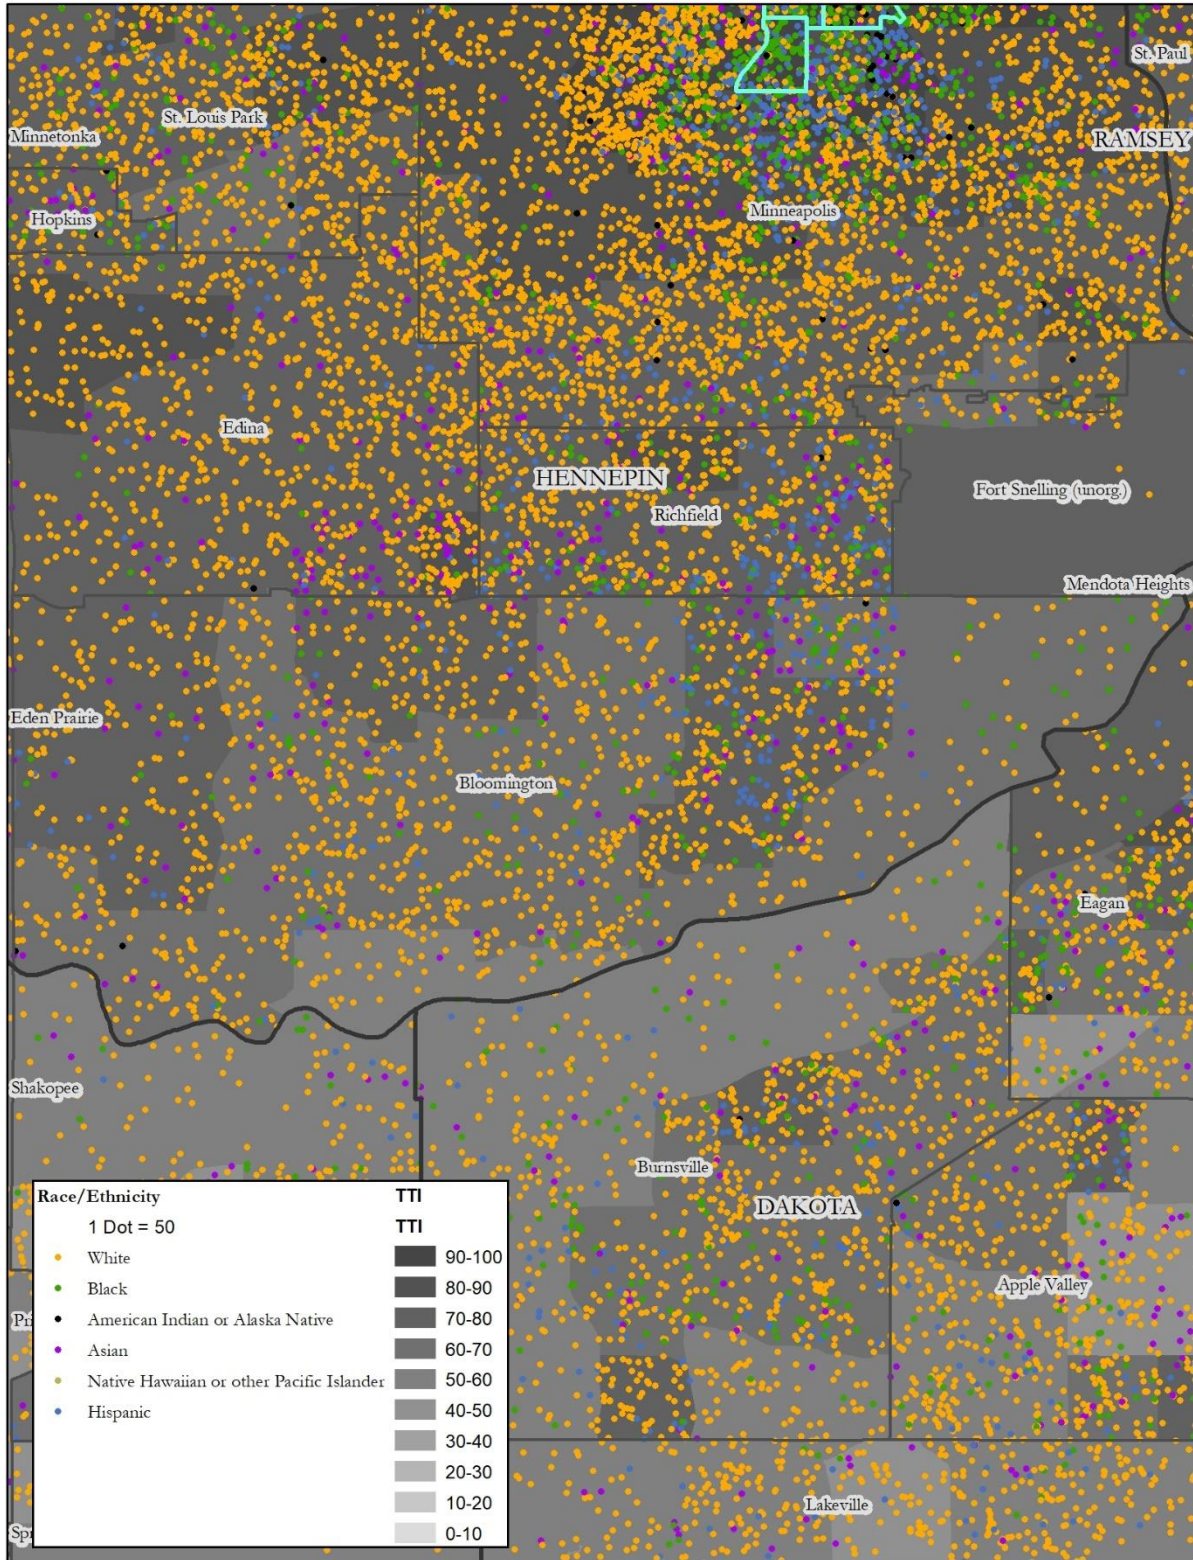 St. Paul
St. Louis Park
Minnetonka
RAMSEY
Hopkins
Minneapolis
Edina
HENNEPIN
Fort Snelling (unorg.)
Richfield
Mendota Heights
Eden Prairie
Bloomington
Eagan
Shakopee
Burnsville
DAKOTA
Apple Valley
Lakeville
Pri
Spr
Race/Ethnicity TTI
1 Dot = 50 TTI
White 90-100
Black 80-90
American Indian or Alaska Native 70-80
Asian 60-70
Native Hawaiian or other Pacific Islander 50-60
Hispanic 40-50
30-40
20-30
10-20
0-10